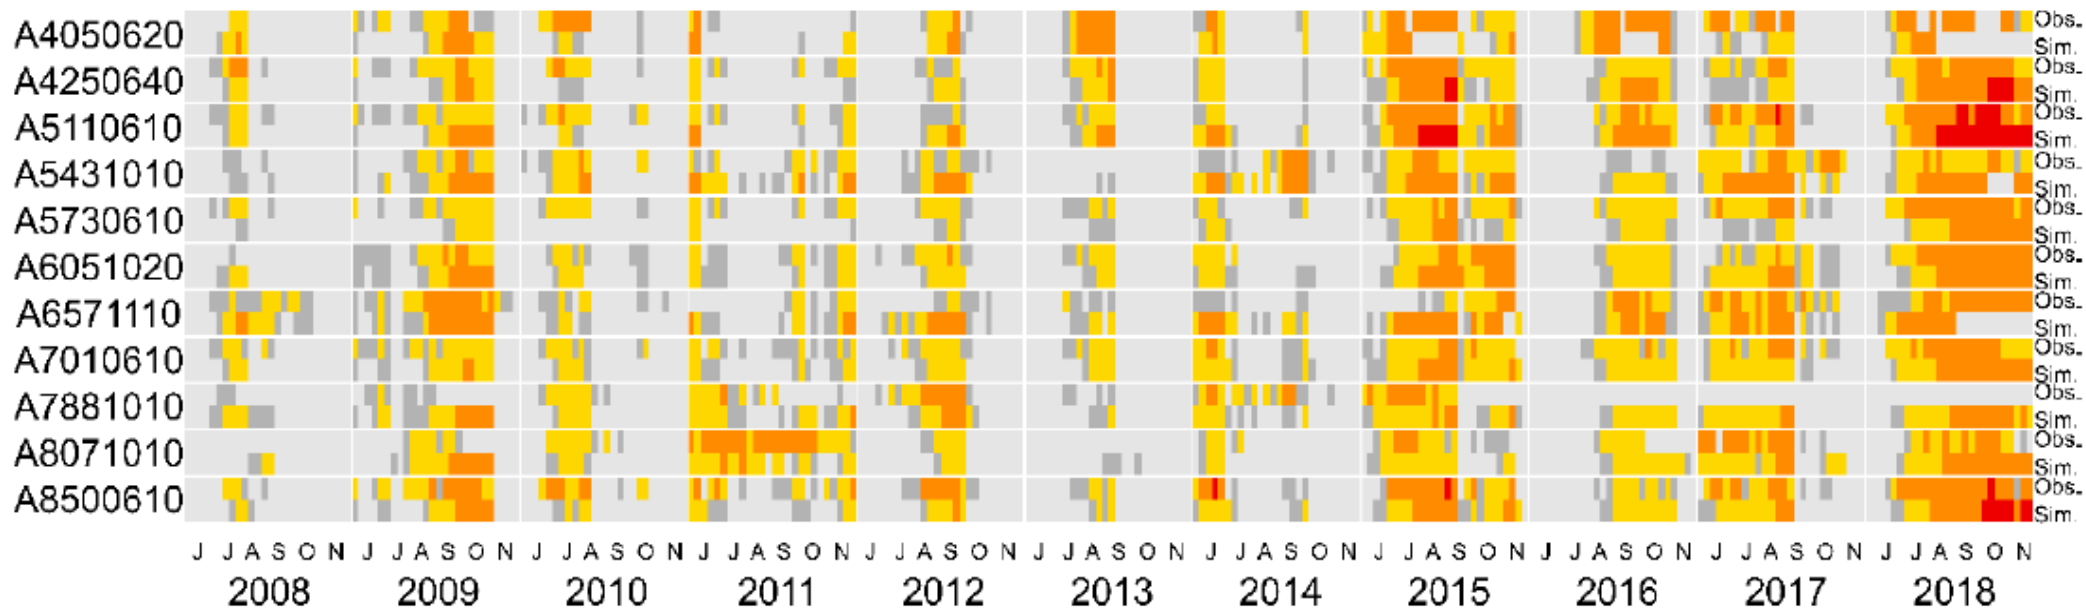 A4050620 Obs.
Sim.
A4250640 Obs.
Sim.
A5110610 Obs.
Sim.
A5431010 Obs.
Sim.
A5730610 Obs.
Sim.
A6051020 Obs.
Sim.
A6571110 Obs.
Sim.
A7010610 Obs.
Sim.
A7881010 Obs.
Sim.
A8071010 Obs.
Sim.
A8500610 Obs.
Sim.
J J A S O N J J A S O N J J A S O N J J A S O N J J A S O N J J A S O N J J A S O N J J A S O N J J A S O N J J A S O N J J A S O N
2008 2009 2010 2011 2012 2013 2014 2015 2016 2017 2018